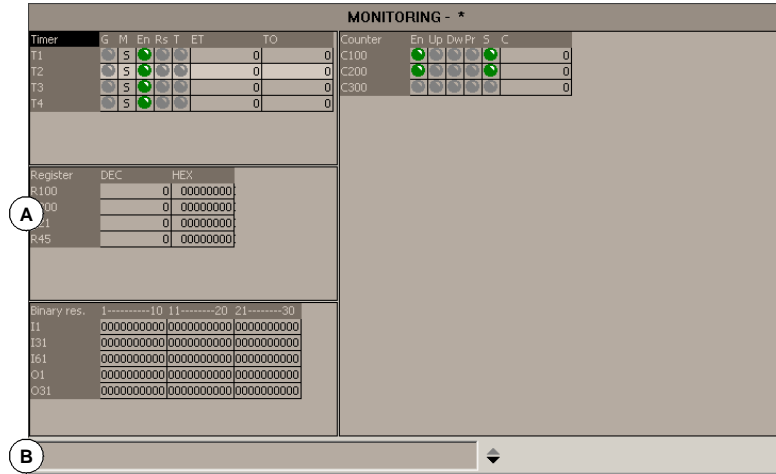 MONITORING - *
Timer G M En Rs T ET TO
T1 S 0 0
T2 S 0 0
T3 S 0 0
T4 S 0 0
Counter En Up Dw Pr S C
C100 0
C200 0
C300 0
Register DEC HEX
R100 0 00000000
00 0 00000000
21 0 00000000
R45 0 00000000
A
Binary res. 1----------10 11--------20 21--------30
I1 0000000000 0000000000 0000000000
I31 0000000000 0000000000 0000000000
I61 0000000000 0000000000 0000000000
O1 0000000000 0000000000 0000000000
O31 0000000000 0000000000 0000000000
B